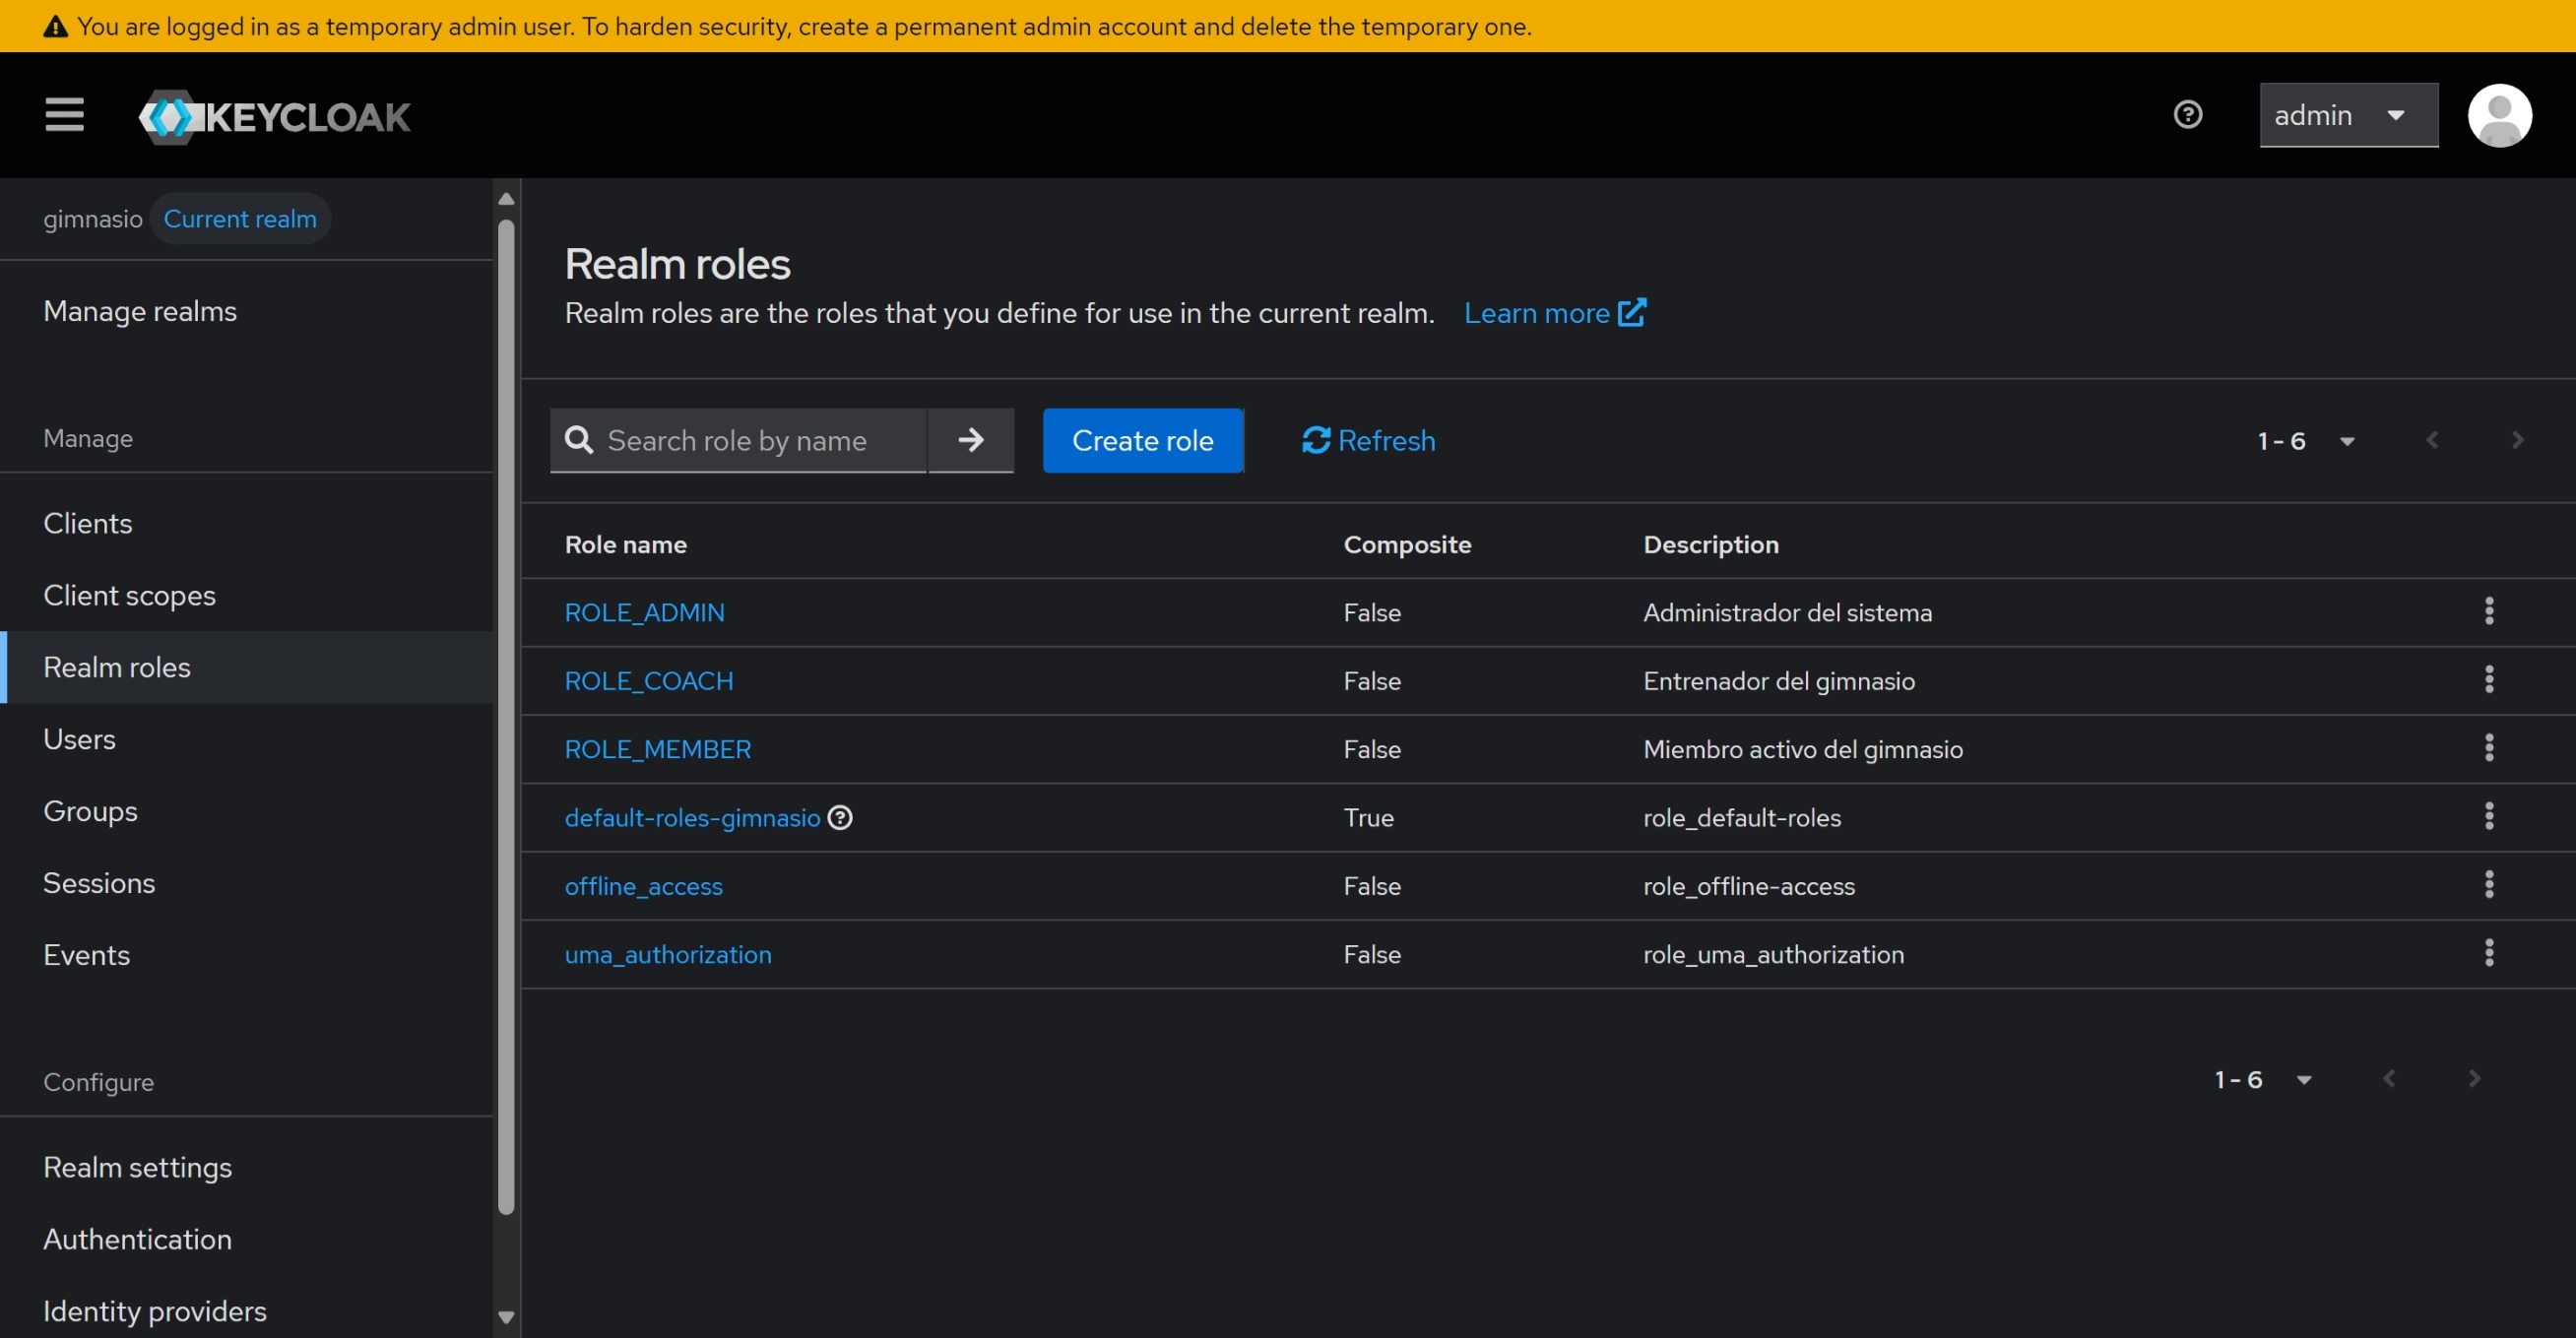 You are logged in as a temporary admin user. To harden security, create a permanent admin account and delete the temporary one.
KEYCLOAK
admin
gimnasio Current realm
Manage realms
Manage
Clients
Client scopes
Realm roles
Users
Groups
Sessions
Events
Configure
Realm settings
Authentication
Identity providers
Realm roles
Realm roles are the roles that you define for use in the current realm. Learn more
Search role by name
Create role
Refresh
1 - 6
Role name Composite Description
ROLE_ADMIN False Administrador del sistema
ROLE_COACH False Entrenador del gimnasio
ROLE_MEMBER False Miembro activo del gimnasio
default-roles-gimnasio True role_default-roles
offline_access False role_offline-access
uma_authorization False role_uma_authorization
1 - 6